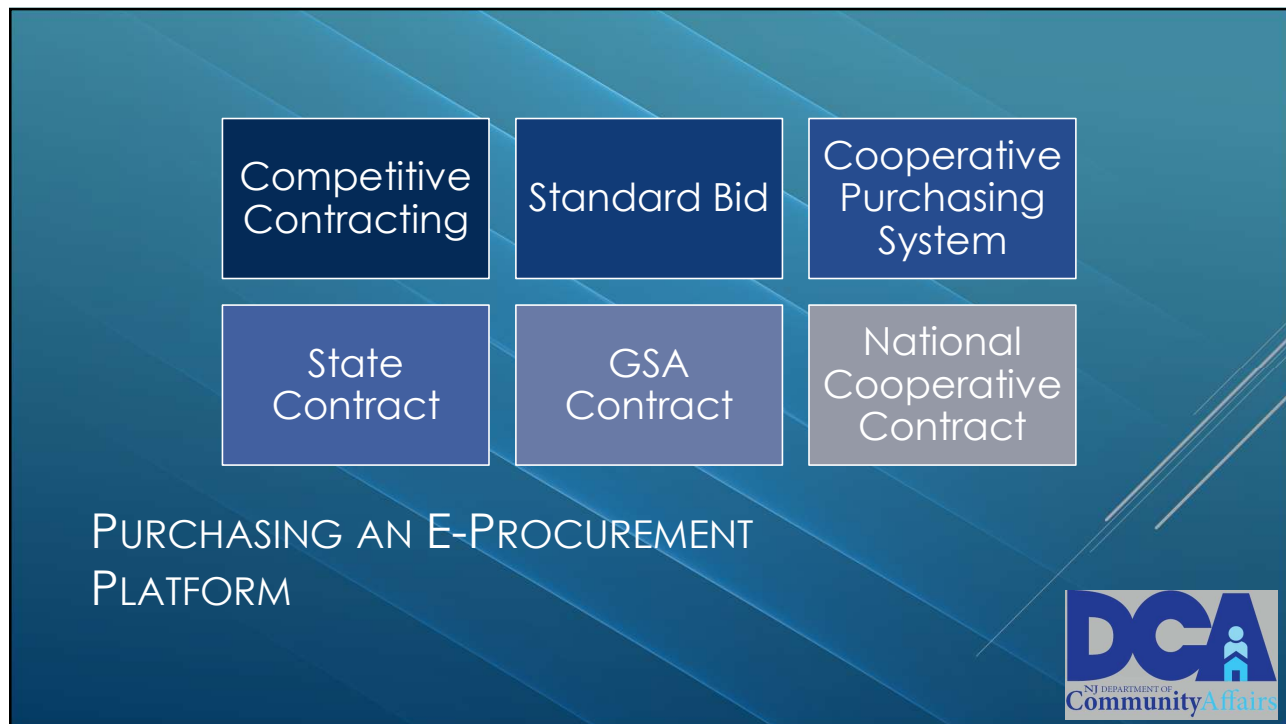 Competitive
Contracting
Standard Bid
Cooperative
Purchasing
System
State
Contract
GSA
Contract
National
Cooperative
Contract
PURCHASING AN E-PROCUREMENT
PLATFORM
DCA
NJ DEPARTMENT OF
CommunityAffairs